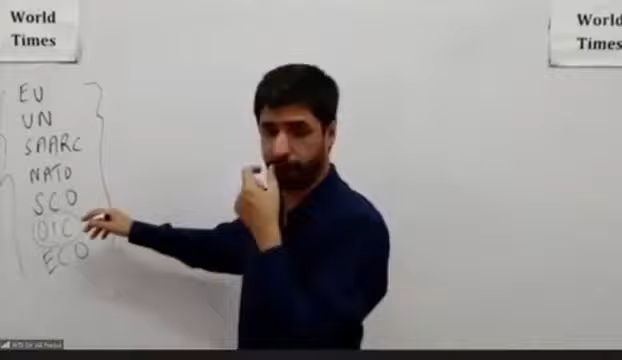 World
Times
World
Times
EU
UN
SAARC
NATO
SCO
OIC
ECO